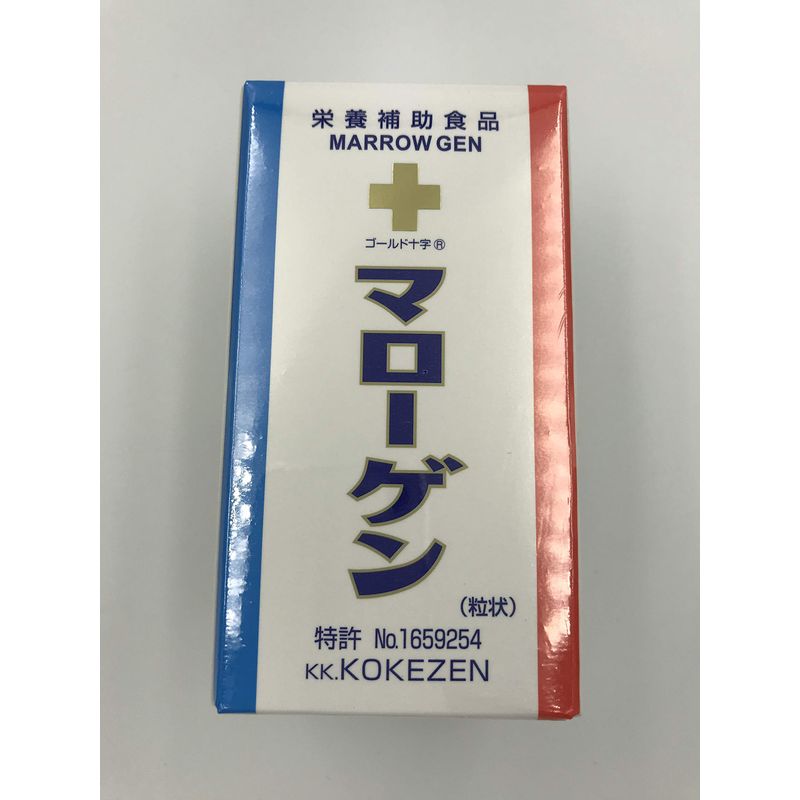 栄養補助食品
MARROW GEN
ゴールド十字®
マローゲン
(粒状)
特許 No.1659254
KK.KOKEZEN